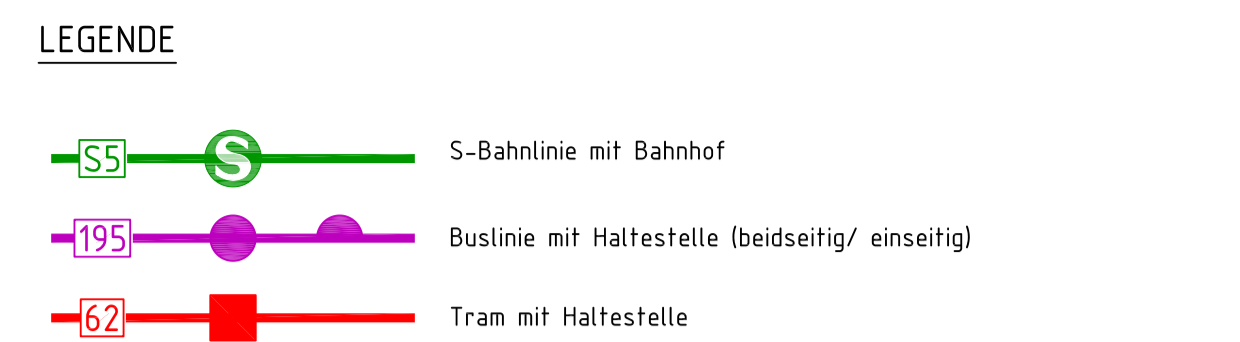 LEGENDE
S5 S S-Bahnlinie mit Bahnhof
195 Buslinie mit Haltestelle (beidseitig/ einseitig)
62 Tram mit Haltestelle